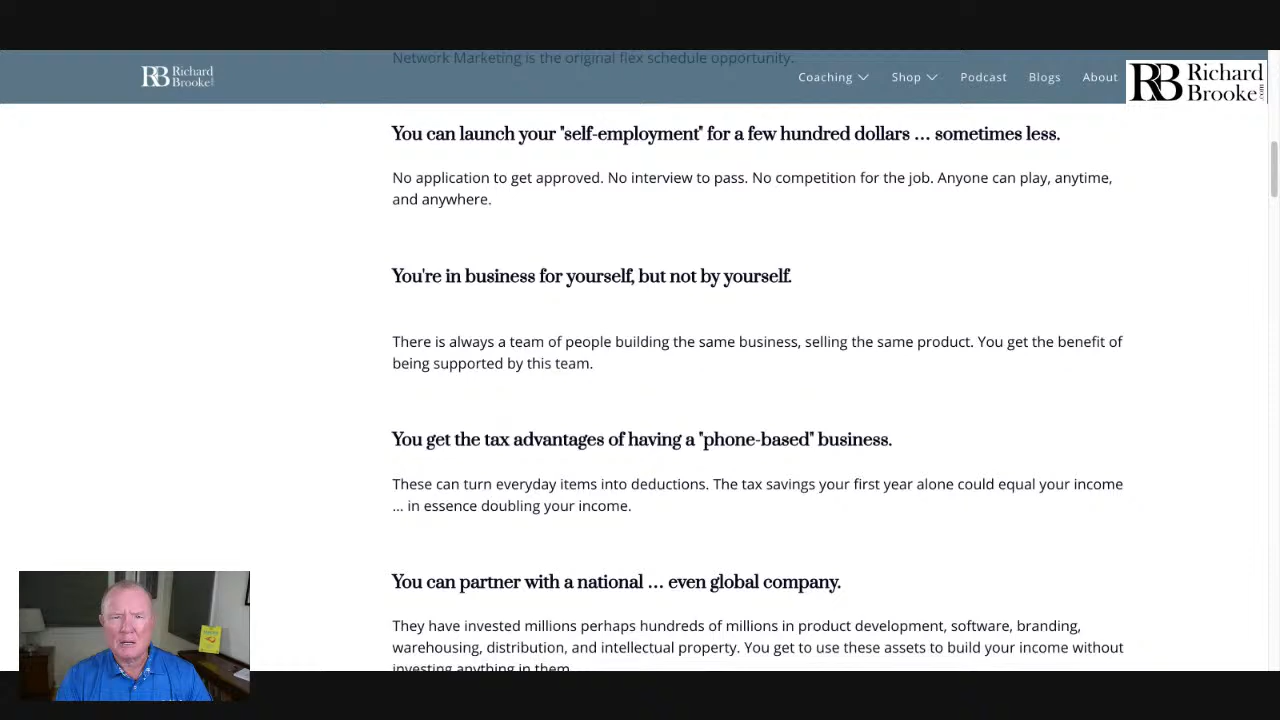 Network Marketing is the original flex schedule opportunity.
RB Richard Brooke
Coaching
Shop
Podcast
Blogs
About
RB Richard Brooke .com
You can launch your "self-employment" for a few hundred dollars … sometimes less.
No application to get approved. No interview to pass. No competition for the job. Anyone can play, anytime,
and anywhere.
You're in business for yourself, but not by yourself.
There is always a team of people building the same business, selling the same product. You get the benefit of
being supported by this team.
You get the tax advantages of having a "phone-based" business.
These can turn everyday items into deductions. The tax savings your first year alone could equal your income
… in essence doubling your income.
You can partner with a national … even global company.
They have invested millions perhaps hundreds of millions in product development, software, branding,
warehousing, distribution, and intellectual property. You get to use these assets to build your income without
investing anything in them.